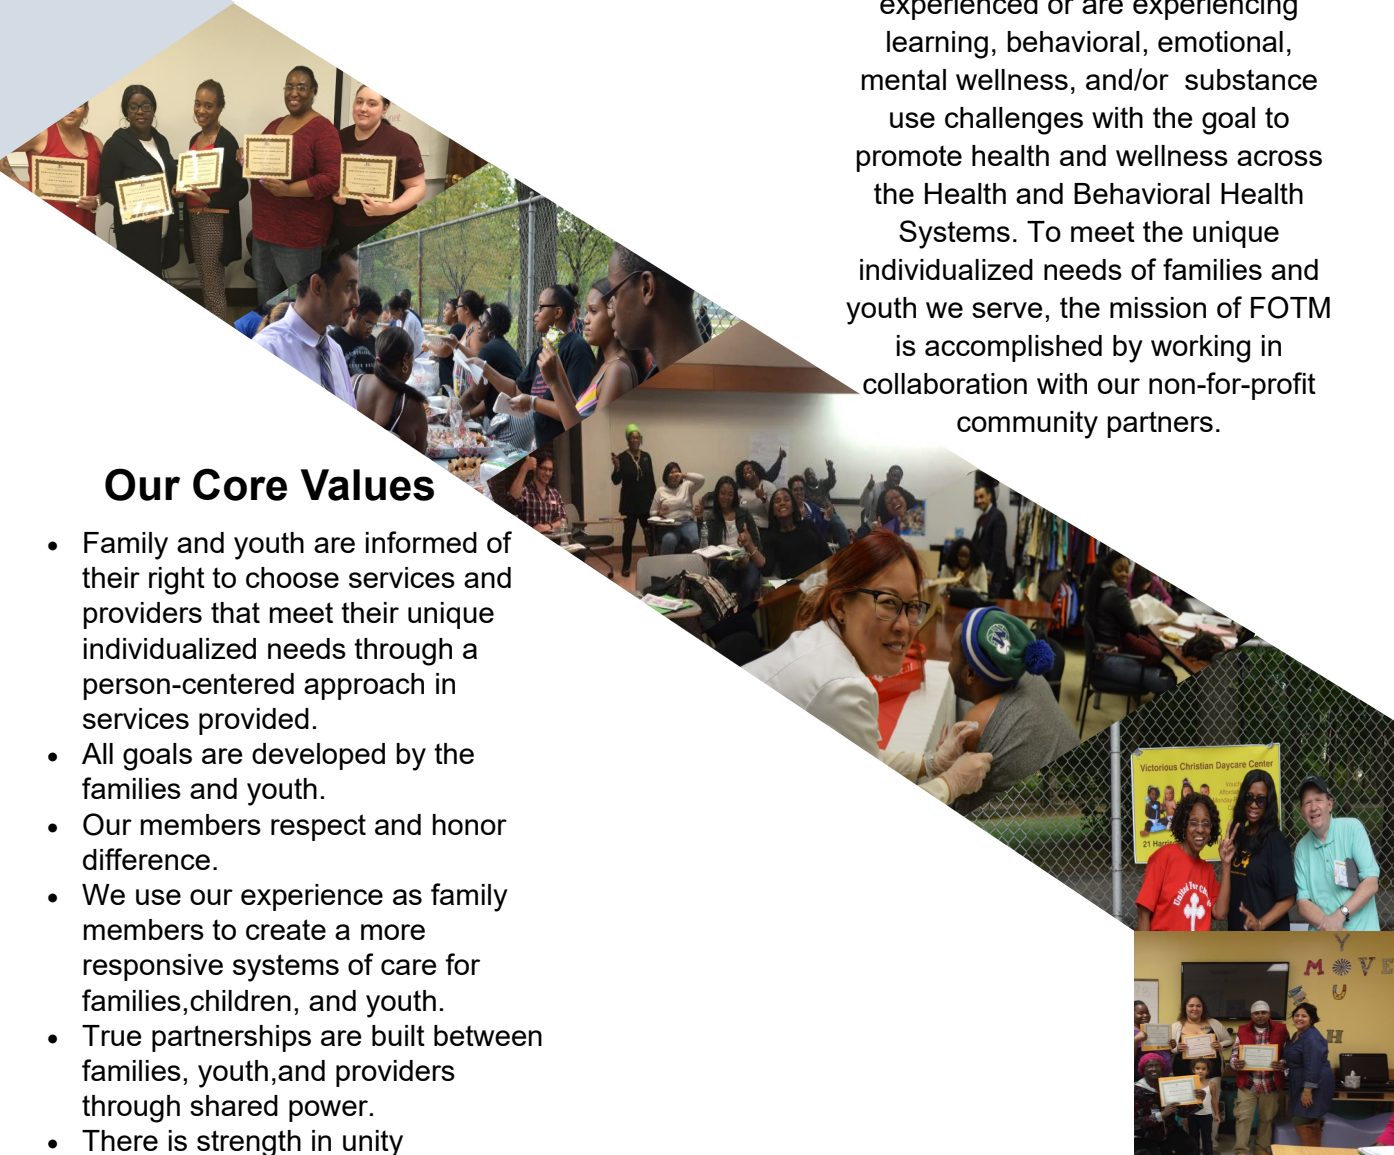 experienced or are experiencing
learning, behavioral, emotional,
mental wellness, and/or  substance
use challenges with the goal to
promote health and wellness across
the Health and Behavioral Health
Systems. To meet the unique
individualized needs of families and
youth we serve, the mission of FOTM
is accomplished by working in
collaboration with our non-for-profit
community partners.
Our Core Values
• Family and youth are informed of
their right to choose services and
providers that meet their unique
individualized needs through a
person-centered approach in
services provided.
• All goals are developed by the
families and youth.
• Our members respect and honor
difference.
• We use our experience as family
members to create a more
responsive systems of care for
families,children, and youth.
• True partnerships are built between
families, youth,and providers
through shared power.
• There is strength in unity
Victorious Christian Daycare Center
21
United For
Y
M VE
U
H